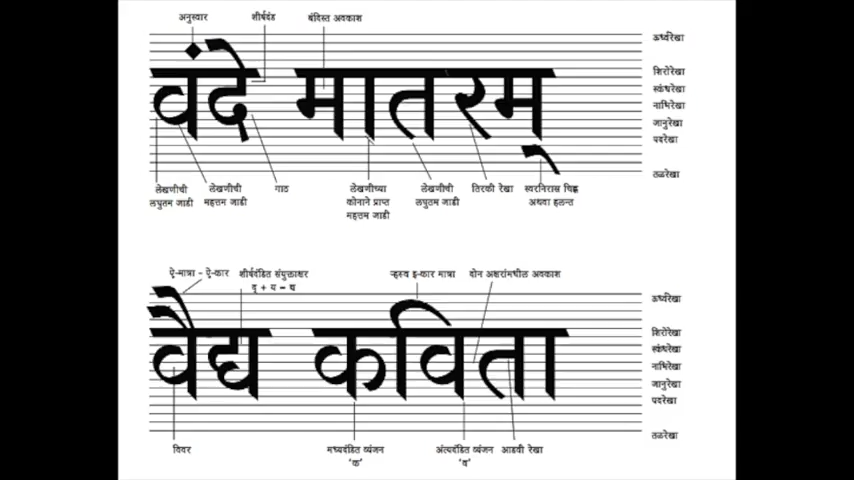 अनुस्वार शीर्षदंड बंदिस्त अवकाश
वंदे मातरम्
ऊर्ध्वरेखा
शिरोरेखा
स्कंधरेखा
नाभिरेखा
जानुरेखा
पदरेखा
तळरेखा
लेखणीची लघुतम जाडी
लेखणीची महत्तम जाडी
गाठ
लेखणीच्या कोनाने प्राप्त महत्तम जाडी
लेखणीची लघुतम जाडी
तिरकी रेखा
स्वरनिरास चिन्ह अथवा हलन्त
ऐ-मात्रा - ऐ-कार
शीर्षदंडित संयुक्ताक्षर
द् + य = द्य
ऱ्हस्व इ-कार मात्रा
दोन अक्षरांमधील अवकाश
वैद्य कविता
ऊर्ध्वरेखा
शिरोरेखा
स्कंधरेखा
नाभिरेखा
जानुरेखा
पदरेखा
तळरेखा
विवर
मध्यदंडित व्यंजन
'क'
अंत्यदंडित व्यंजन
'व'
आडवी रेखा